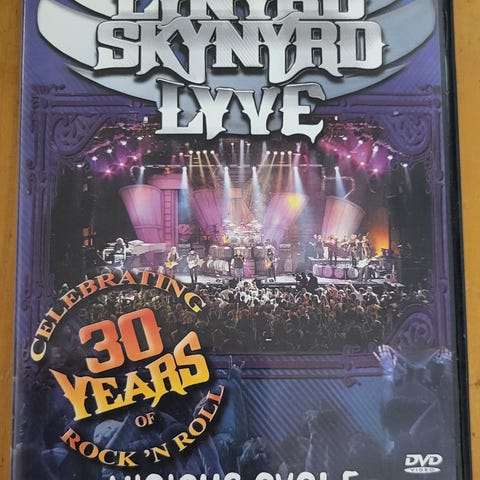 LYNYRD
SKYNYRD
LYVE
CELEBRATING
30
YEARS
OF
ROCK 'N ROLL
VICIOUS CYCLE
DVD
VIDEO